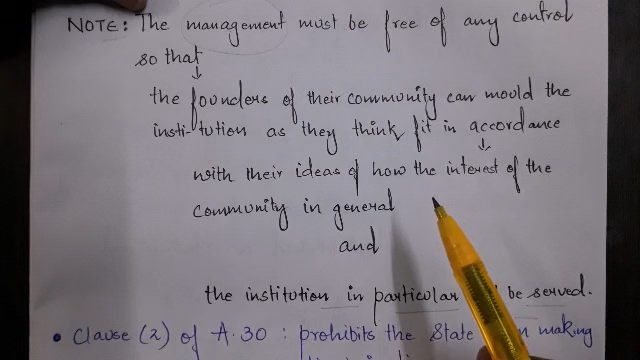 NOTE: The management must be free of any control
so that
the founders of their community can mould the
insti-tution as they think fit in accordance
with their ideas of how the interest of the
community in general
and
the institution in particular be served.
• Clause (2) of A.30 : prohibits the State making